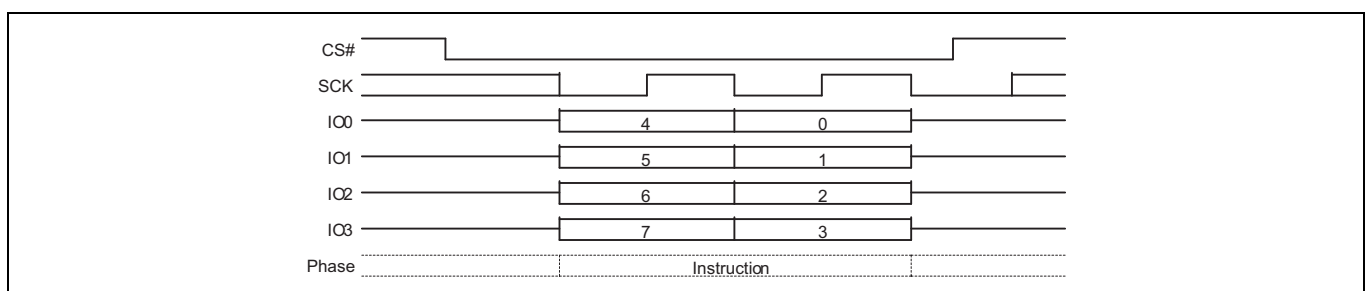 CS#
SCK
IO0 4 0
IO1 5 1
IO2 6 2
IO3 7 3
Phase Instruction